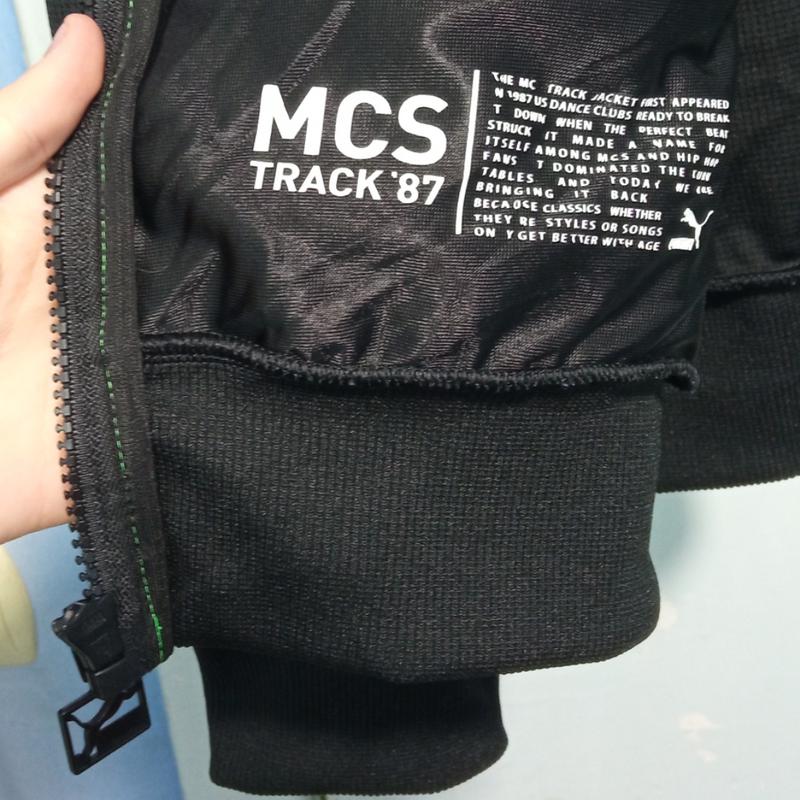 MCS
TRACK '87
THE MC TRACK JACKET FIRST APPEARED
N 1987 US DANCE CLUBS READY TO BREAK
T DOWN WHEN THE PERFECT BEAT
STRUCK IT MADE A NAME FOR
ITSELF AMONG MCS AND HIP HOP
FANS T DOMINATED THE
TABLES AND TODAY WE RE
BRINGING IT BACK
BECAUSE CLASSICS WHETHER
THEY RE STYLES OR SONGS
ON Y GET BETTER WITH AGE
PUMA